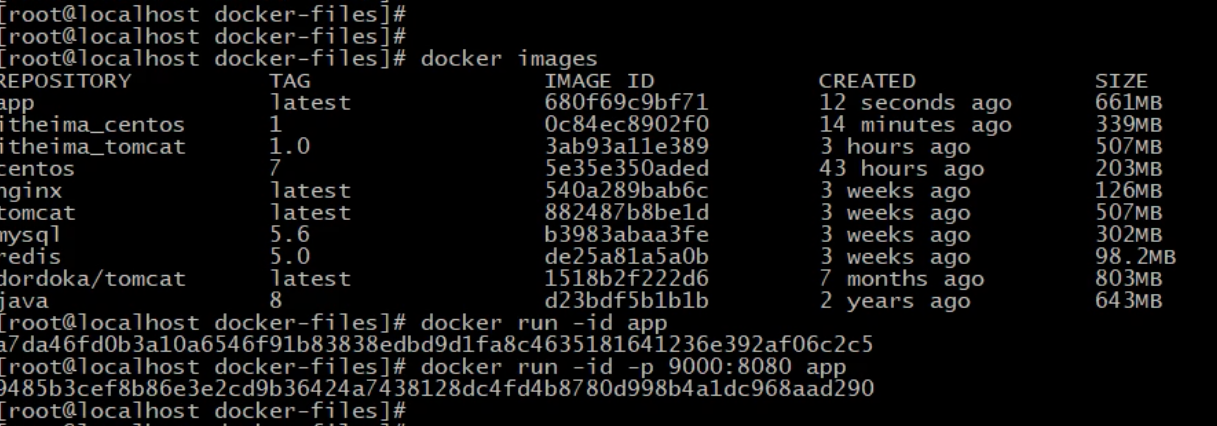 [root@localhost docker-files]#
[root@localhost docker-files]#
[root@localhost docker-files]# docker images
REPOSITORY TAG IMAGE ID CREATED SIZE
app latest 680f69c9bf71 12 seconds ago 661MB
itheima_centos 1 0c84ec8902f0 14 minutes ago 339MB
itheima_tomcat 1.0 3ab93a11e389 3 hours ago 507MB
centos 7 5e35e350aded 43 hours ago 203MB
nginx latest 540a289bab6c 3 weeks ago 126MB
tomcat latest 882487b8be1d 3 weeks ago 507MB
mysql 5.6 b3983abaa3fe 3 weeks ago 302MB
redis 5.0 de25a81a5a0b 3 weeks ago 98.2MB
dordoka/tomcat latest 1518b2f222d6 7 months ago 803MB
java 8 d23bdf5b1b1b 2 years ago 643MB
[root@localhost docker-files]# docker run -id app
a7da46fd0b3a10a6546f91b83838edbd9d1fa8c4635181641236e392af06c2c5
[root@localhost docker-files]# docker run -id -p 9000:8080 app
9485b3cef8b86e3e2cd9b36424a7438128dc4fd4b8780d998b4a1dc968aad290
[root@localhost docker-files]#